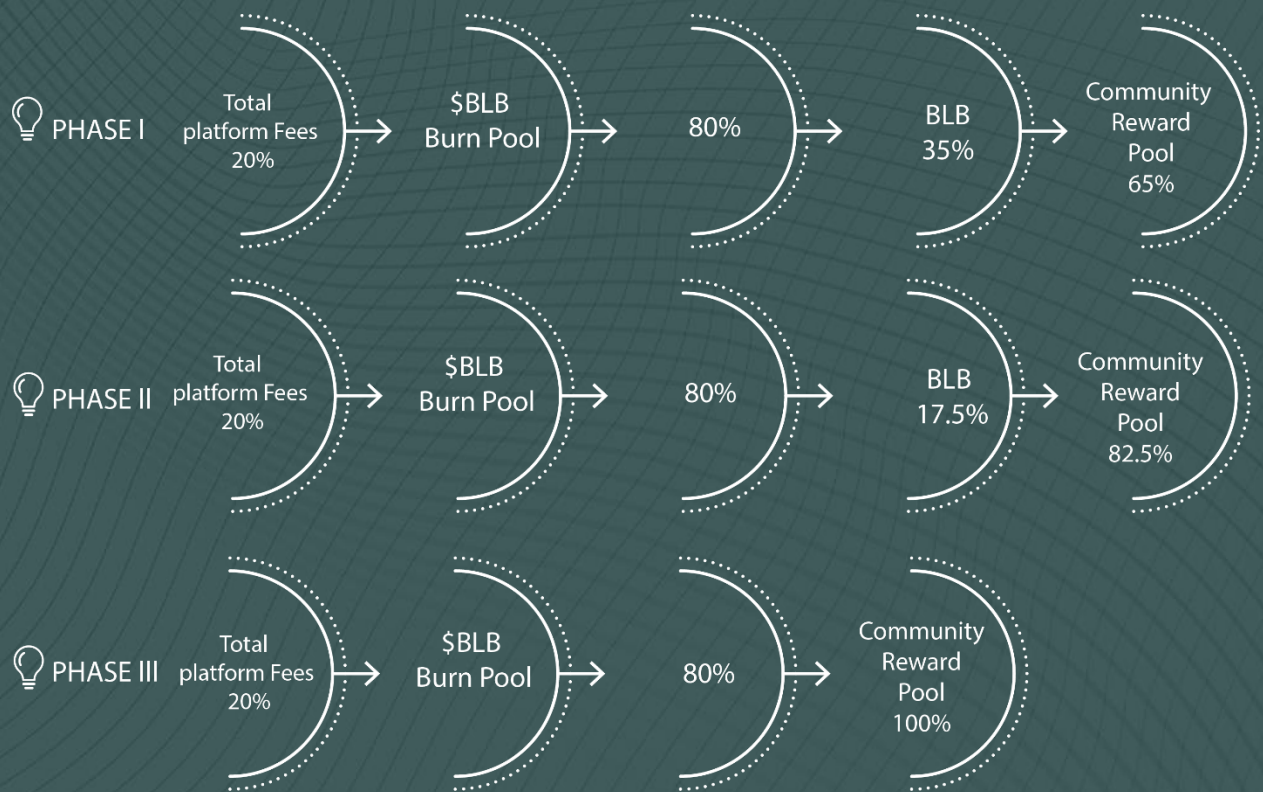 PHASE I
Total
platform Fees
20%
$BLB
Burn Pool
80%
BLB
35%
Community
Reward
Pool
65%
PHASE II
Total
platform Fees
20%
$BLB
Burn Pool
80%
BLB
17.5%
Community
Reward
Pool
82.5%
PHASE III
Total
platform Fees
20%
$BLB
Burn Pool
80%
Community
Reward
Pool
100%